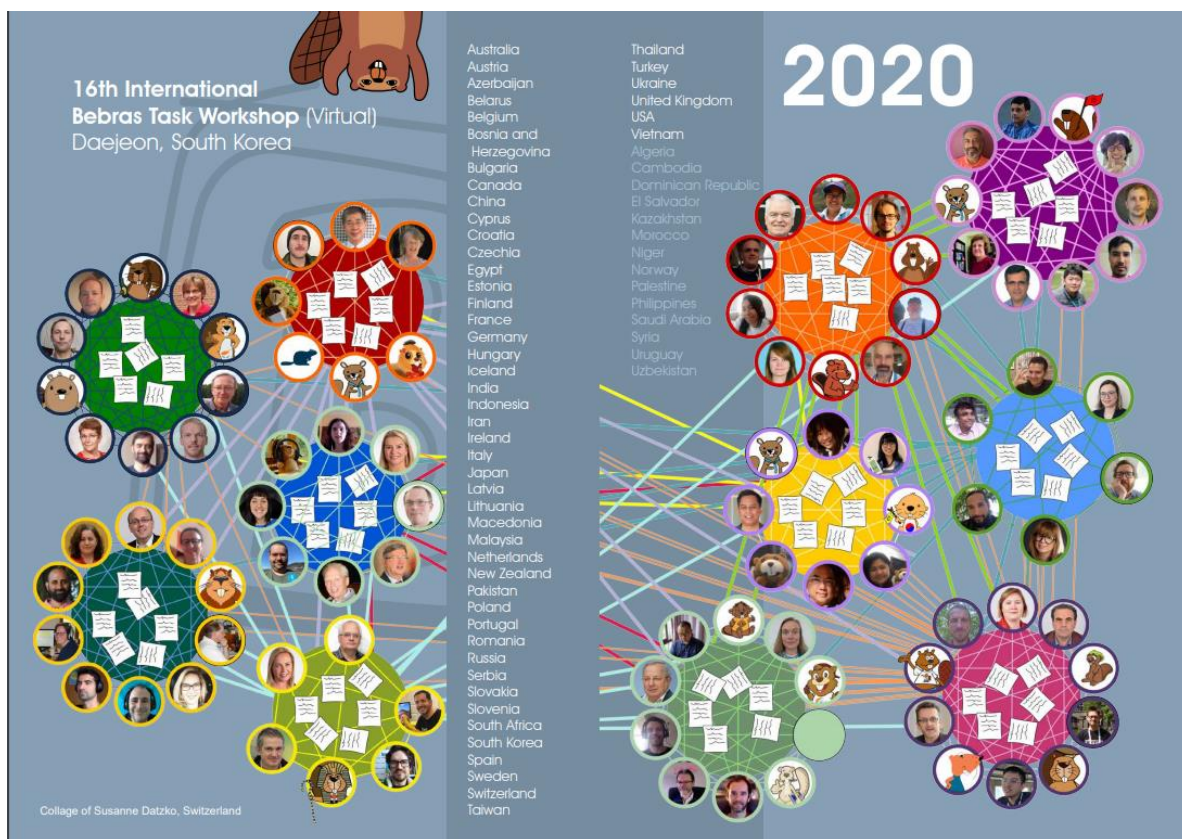 16th International
Bebras Task Workshop (Virtual)
Daejeon, South Korea
Australia
Austria
Azerbaijan
Belarus
Belgium
Bosnia and
Herzegovina
Bulgaria
Canada
China
Cyprus
Croatia
Czechia
Egypt
Estonia
Finland
France
Germany
Hungary
Iceland
India
Indonesia
Iran
Ireland
Italy
Japan
Latvia
Lithuania
Macedonia
Malaysia
Netherlands
New Zealand
Pakistan
Poland
Portugal
Romania
Russia
Serbia
Slovakia
Slovenia
South Africa
South Korea
Spain
Sweden
Switzerland
Taiwan
Thailand
Turkey
Ukraine
United Kingdom
USA
Vietnam
Algeria
Cambodia
Dominican Republic
El Salvador
Kazakhstan
Morocco
Niger
Norway
Palestine
Philippines
Saudi Arabia
Syria
Uruguay
Uzbekistan
2020
Collage of Susanne Datzko, Switzerland